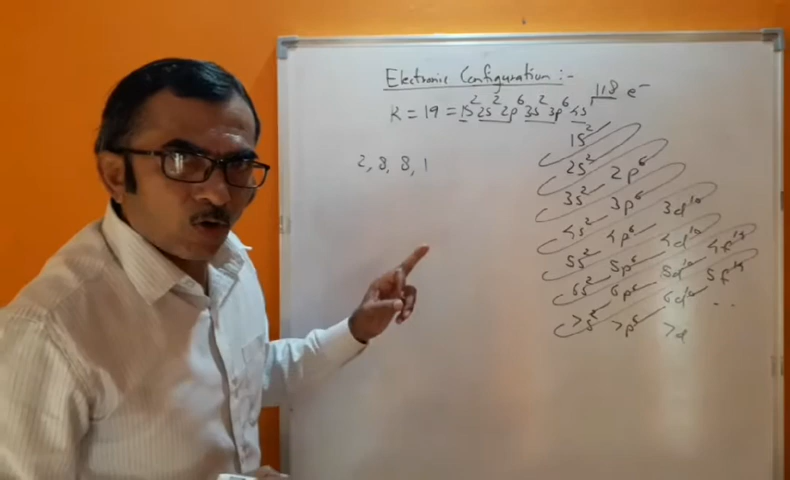 Electronic Configuration :-
118 e⁻
K = 19 = 1s² 2s² 2p⁶ 3s² 3p⁶ 4s¹
1s²
2, 8, 8, 1
2s² 2p⁶
3s² 3p⁶ 3d¹⁰
4s² 4p⁶ 4d¹⁰ 4f¹⁴
5s² 5p⁶ 5d¹⁰ 5f¹⁴
6s² 6p⁶ 6d¹⁰ ..
7s² 7p⁶ 7d